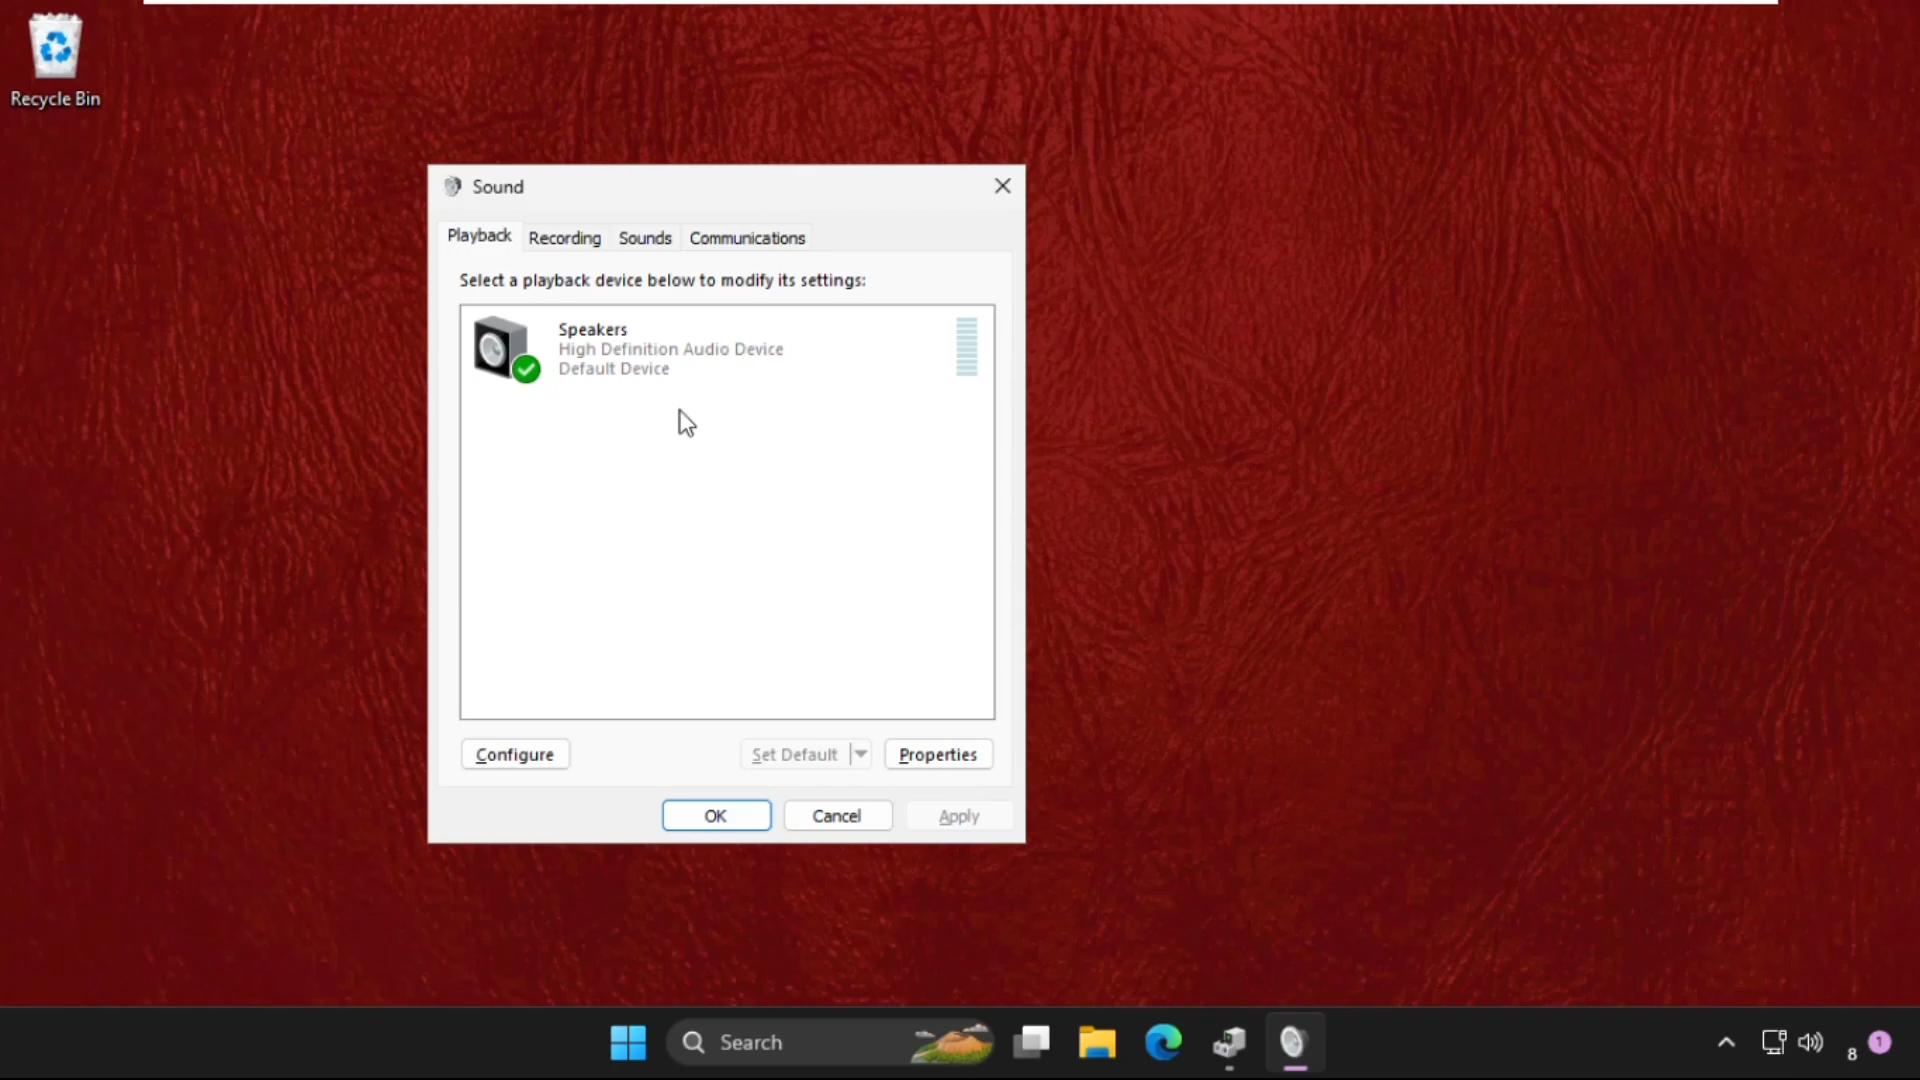 Recycle Bin
Sound
Playback
Recording
Sounds
Communications
Select a playback device below to modify its settings:
Speakers
High Definition Audio Device
Default Device
Configure
Set Default
Properties
OK
Cancel
Apply
Search
8
1